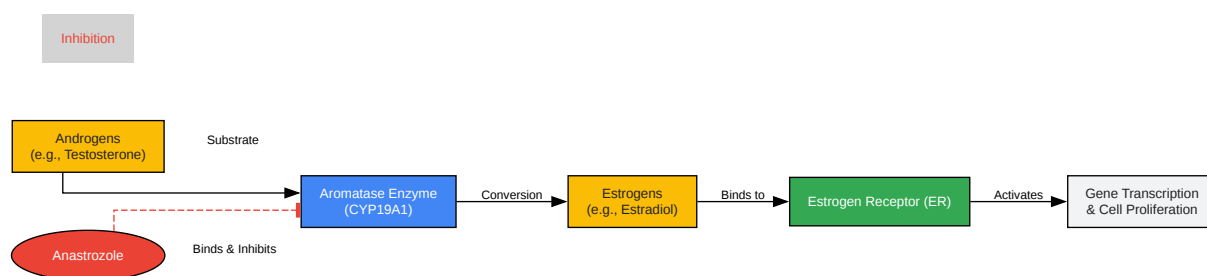 Inhibition
Androgens
(e.g., Testosterone)
Substrate
Aromatase Enzyme
(CYP19A1)
Conversion
Estrogens
(e.g., Estradiol)
Binds to
Estrogen Receptor (ER)
Activates
Gene Transcription
& Cell Proliferation
Anastrozole
Binds & Inhibits